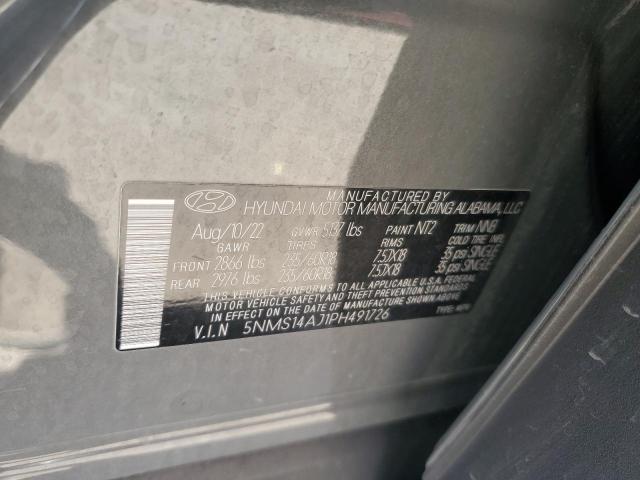 MANUFACTURED BY
HYUNDAI MOTOR MANUFACTURING ALABAMA, LLC
Aug/10/22 GVWR 5137 lbs PAINT NT2 TRIM NNB
GAWR TIRES RIMS COLD TIRE INFL
FRONT 2866 lbs 235/60R18 7.5JX18 35 psi SINGLE
REAR 2976 lbs 235/60R18 7.5JX18 35 psi SINGLE
THIS VEHICLE CONFORMS TO ALL APPLICABLE U.S.A. FEDERAL
MOTOR VEHICLE SAFETY AND THEFT PREVENTION STANDARDS
IN EFFECT ON THE DATE OF MANUFACTURE SHOWN ABOVE.
V.I.N 5NMS14AJ1PH491726 TYPE: MPV